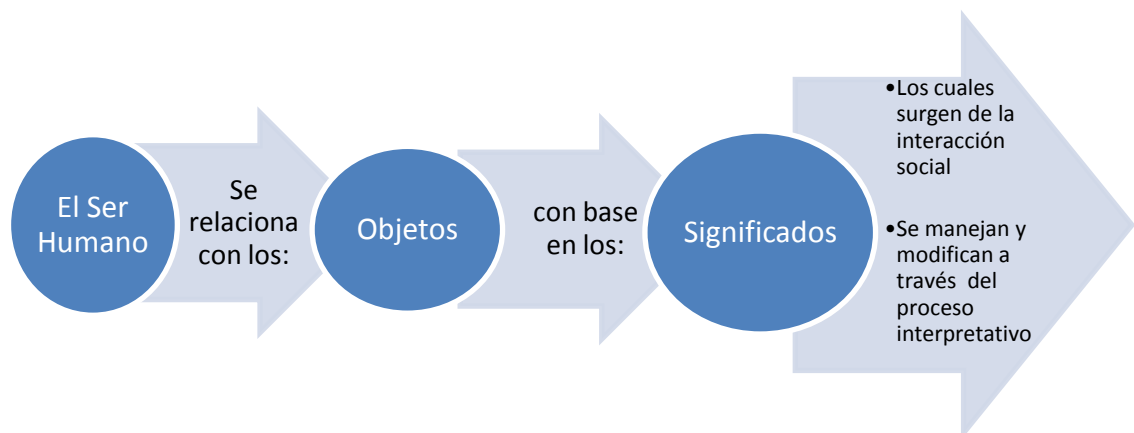 El Ser
Humano
Se
relaciona
con los:
Objetos
con base
en los:
Significados
•Los cuales
surgen de la
interacción
social
•Se manejan y
modifican a
través del
proceso
interpretativo